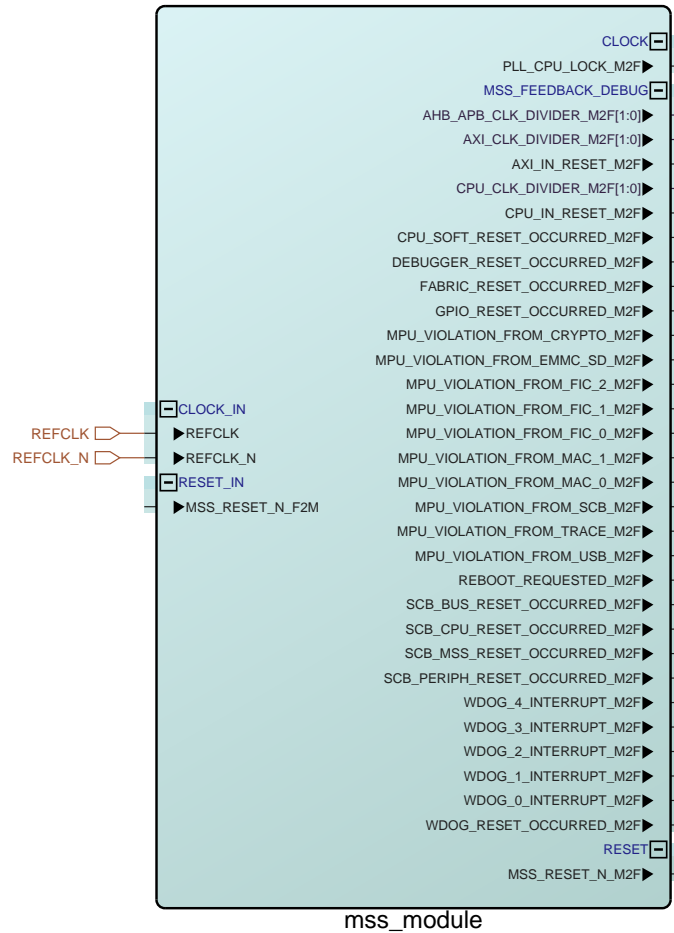 CLOCK
PLL_CPU_LOCK_M2F
MSS_FEEDBACK_DEBUG
AHB_APB_CLK_DIVIDER_M2F[1:0]
AXI_CLK_DIVIDER_M2F[1:0]
AXI_IN_RESET_M2F
CPU_CLK_DIVIDER_M2F[1:0]
CPU_IN_RESET_M2F
CPU_SOFT_RESET_OCCURRED_M2F
DEBUGGER_RESET_OCCURRED_M2F
FABRIC_RESET_OCCURRED_M2F
GPIO_RESET_OCCURRED_M2F
MPU_VIOLATION_FROM_CRYPTO_M2F
MPU_VIOLATION_FROM_EMMC_SD_M2F
MPU_VIOLATION_FROM_FIC_2_M2F
CLOCK_IN MPU_VIOLATION_FROM_FIC_1_M2F
REFCLK REFCLK MPU_VIOLATION_FROM_FIC_0_M2F
REFCLK_N REFCLK_N MPU_VIOLATION_FROM_MAC_1_M2F
RESET_IN MPU_VIOLATION_FROM_MAC_0_M2F
MSS_RESET_N_F2M MPU_VIOLATION_FROM_SCB_M2F
MPU_VIOLATION_FROM_TRACE_M2F
MPU_VIOLATION_FROM_USB_M2F
REBOOT_REQUESTED_M2F
SCB_BUS_RESET_OCCURRED_M2F
SCB_CPU_RESET_OCCURRED_M2F
SCB_MSS_RESET_OCCURRED_M2F
SCB_PERIPH_RESET_OCCURRED_M2F
WDOG_4_INTERRUPT_M2F
WDOG_3_INTERRUPT_M2F
WDOG_2_INTERRUPT_M2F
WDOG_1_INTERRUPT_M2F
WDOG_0_INTERRUPT_M2F
WDOG_RESET_OCCURRED_M2F
RESET
MSS_RESET_N_M2F
mss_module